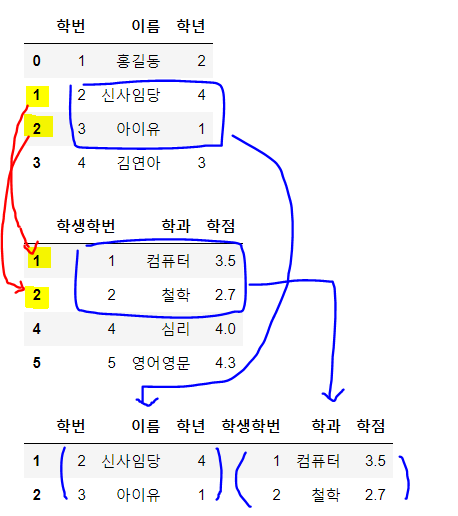 학번 이름 학년
0 1 홍길동 2
1 2 신사임당 4
2 3 아이유 1
3 4 김연아 3
학생학번 학과 학점
1 1 컴퓨터 3.5
2 2 철학 2.7
4 4 심리 4.0
5 5 영어영문 4.3
학번 이름 학년 학생학번 학과 학점
1 2 신사임당 4 1 컴퓨터 3.5
2 3 아이유 1 2 철학 2.7